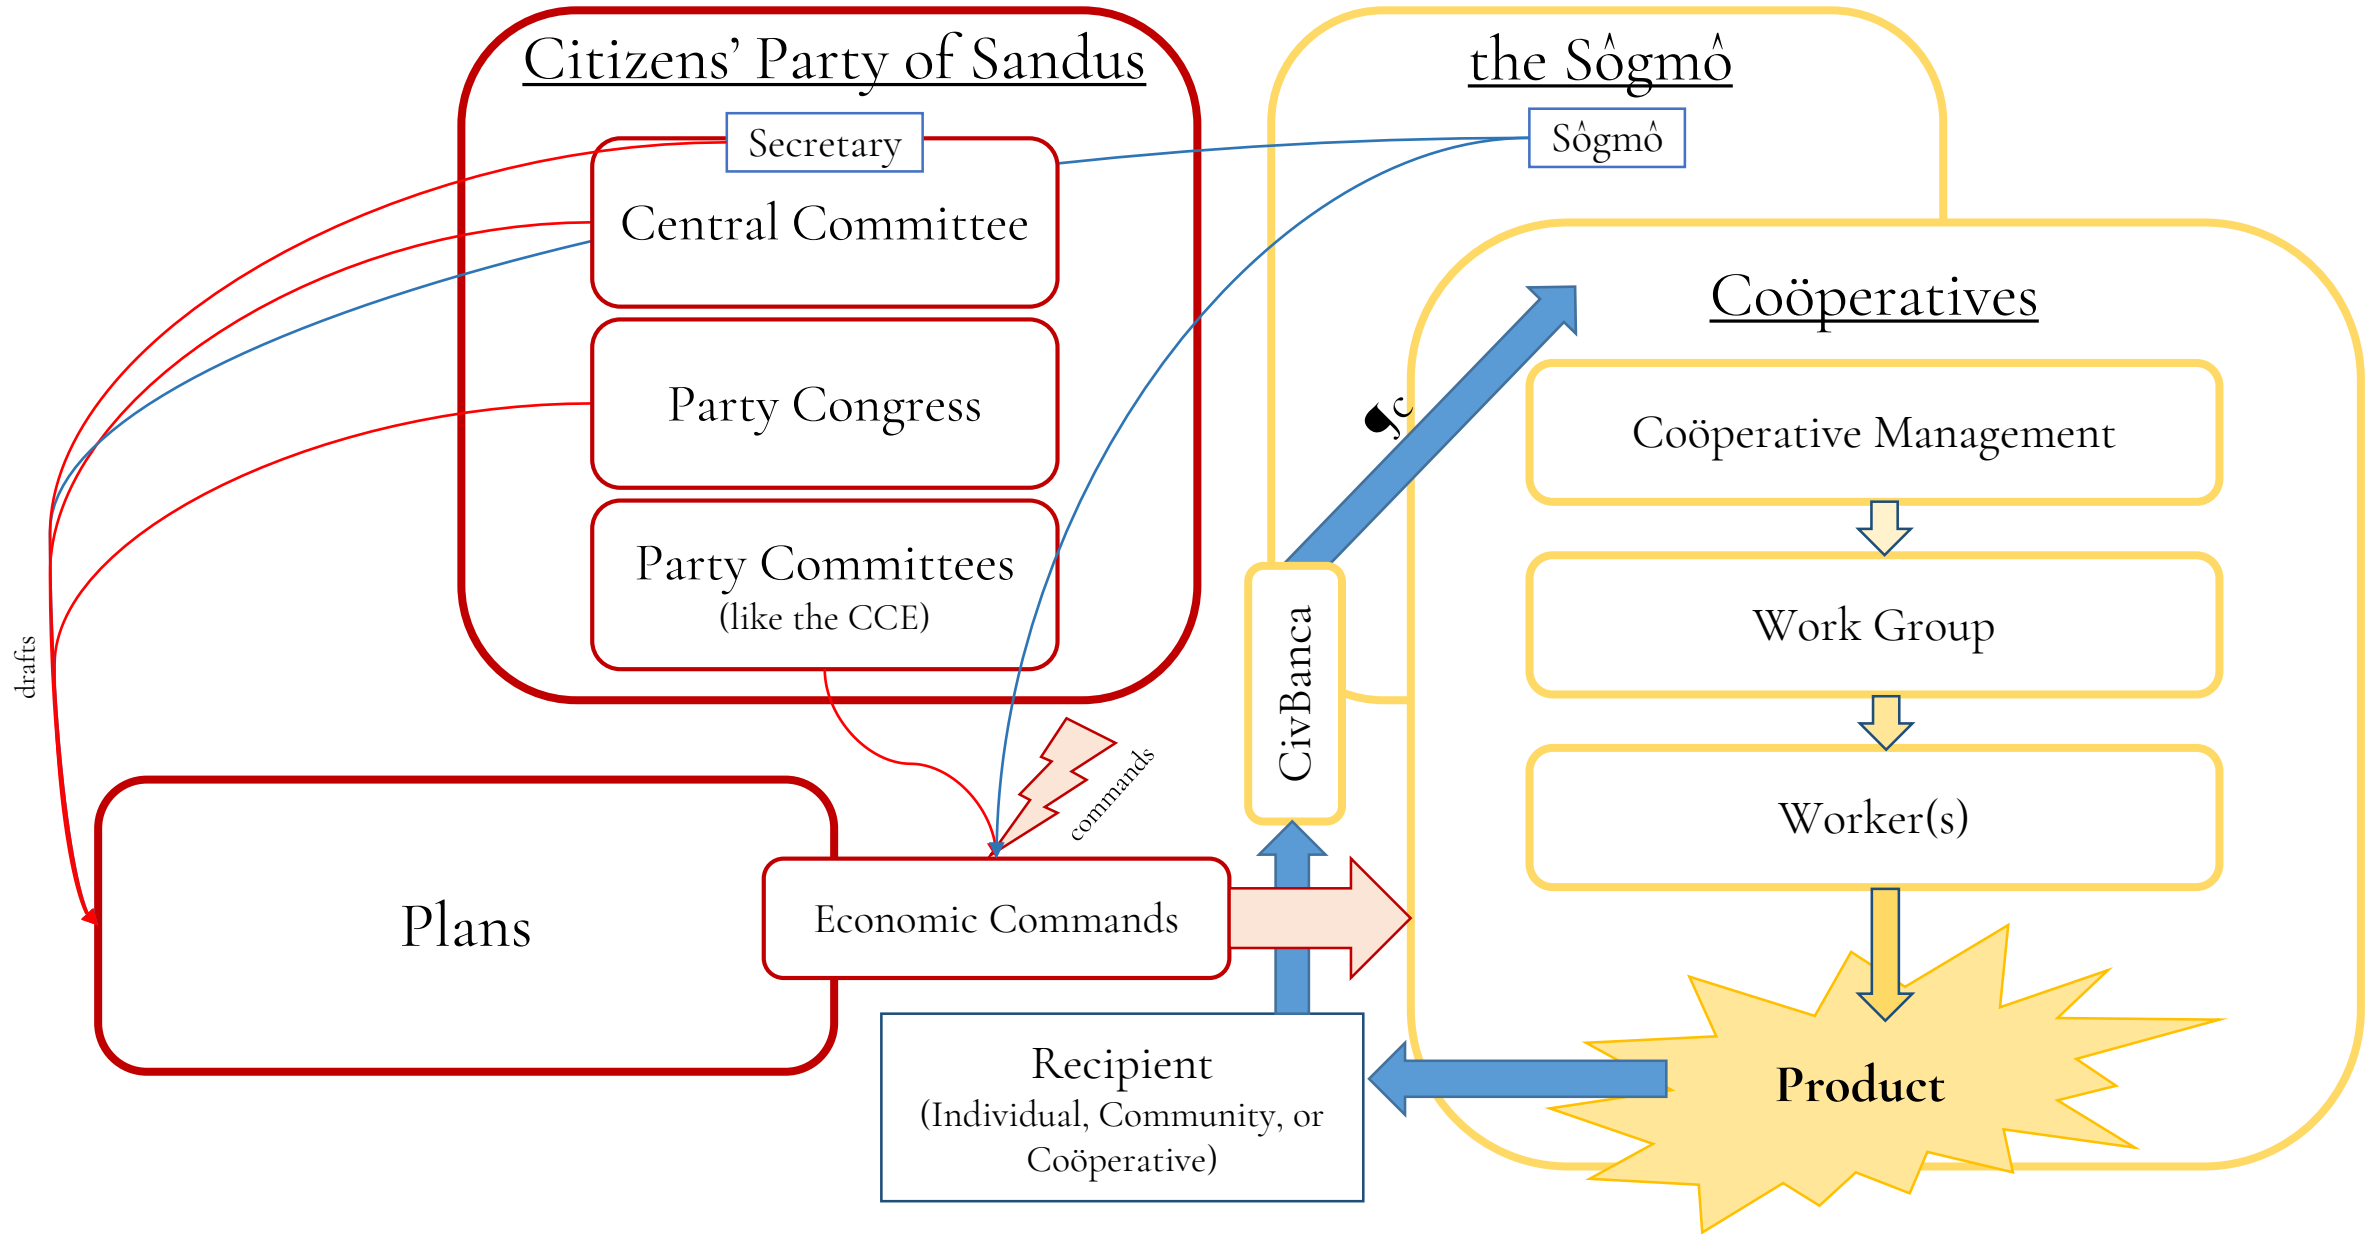 Citizens’ Party of Sandus
Secretary
Central Committee
Party Congress
Party Committees
(like the CCE)
the Sôgmô
Sôgmô
Coöperatives
Coöperative Management
Work Group
Worker(s)
Product
¶c
CivBanca
drafts
commands
Plans
Economic Commands
Recipient
(Individual, Community, or
Coöperative)